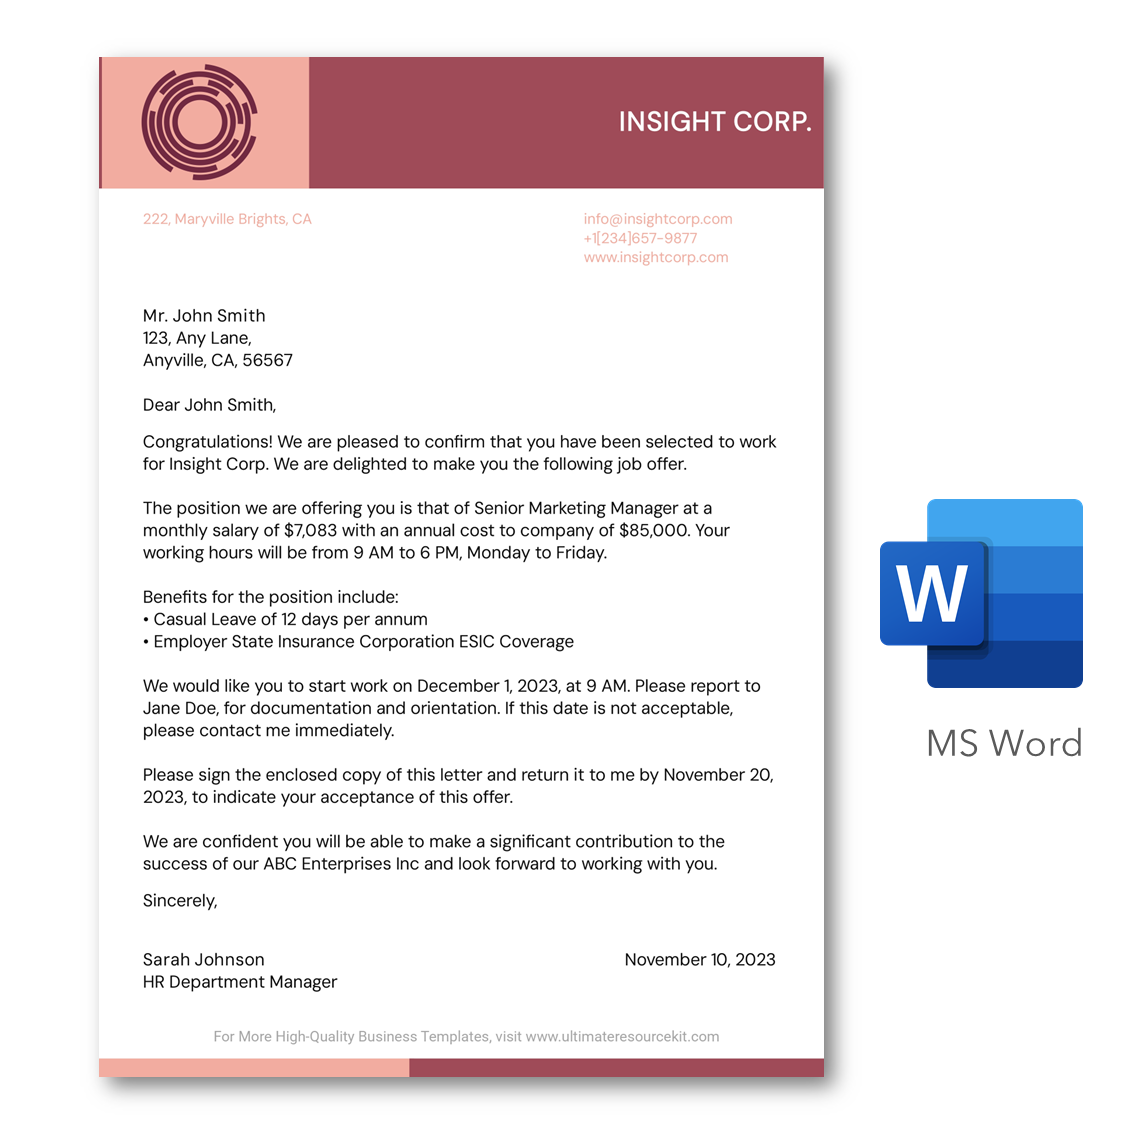 INSIGHT CORP.
222, Maryville Brights, CA
info@insightcorp.com
+1[234]657-9877
www.insightcorp.com
Mr. John Smith
123, Any Lane,
Anyville, CA, 56567
Dear John Smith,
Congratulations! We are pleased to confirm that you have been selected to work
for Insight Corp. We are delighted to make you the following job offer.
The position we are offering you is that of Senior Marketing Manager at a
monthly salary of $7,083 with an annual cost to company of $85,000. Your
working hours will be from 9 AM to 6 PM, Monday to Friday.
Benefits for the position include:
• Casual Leave of 12 days per annum
• Employer State Insurance Corporation ESIC Coverage
We would like you to start work on December 1, 2023, at 9 AM. Please report to
Jane Doe, for documentation and orientation. If this date is not acceptable,
please contact me immediately.
Please sign the enclosed copy of this letter and return it to me by November 20,
2023, to indicate your acceptance of this offer.
We are confident you will be able to make a significant contribution to the
success of our ABC Enterprises Inc and look forward to working with you.
Sincerely,
Sarah Johnson
November 10, 2023
HR Department Manager
For More High-Quality Business Templates, visit www.ultimateresourcekit.com
W
MS Word